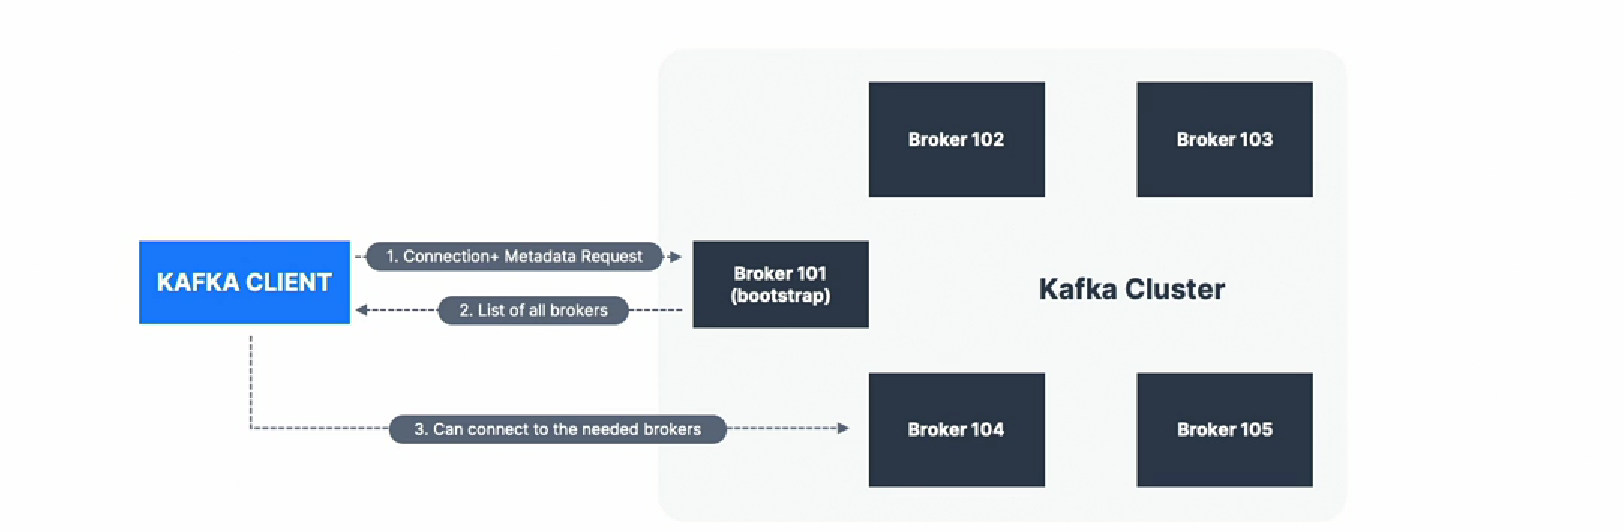 Broker 102
Broker 103
KAFKA CLIENT
1. Connection+ Metadata Request
Broker 101
(bootstrap)
2. List of all brokers
Kafka Cluster
3. Can connect to the needed brokers
Broker 104
Broker 105